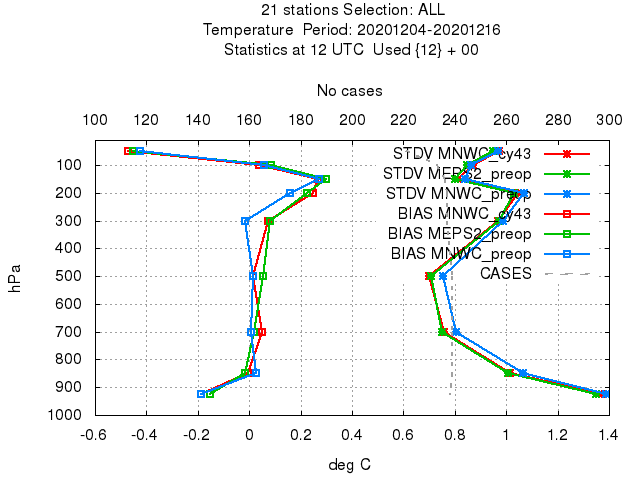 21 stations Selection: ALL
Temperature  Period: 20201204-20201216
Statistics at 12 UTC  Used {12} + 00
No cases
100 120 140 160 180 200 220 240 260 280 300
STDV MNWC_cy43
STDV MEPS2_preop
STDV MNWC_preop
BIAS MNWC_cy43
BIAS MEPS2_preop
BIAS MNWC_preop
CASES
100
200
300
400
500
600
700
800
900
1000
hPa
-0.6 -0.4 -0.2 0 0.2 0.4 0.6 0.8 1 1.2 1.4
deg C